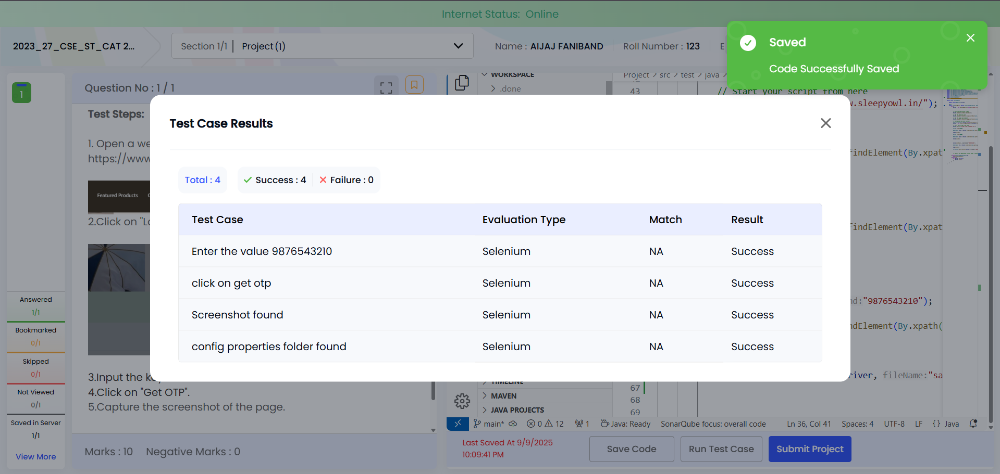 Internet Status: Online
2023_27_CSE_ST_CAT 2...
Section 1/1 | Project (1)
Name : AIJAJ FANIBAND
Roll Number : 123
E
Saved
Code Successfully Saved
1
Question No : 1 / 1
WORKSPACE
.done
Project > src > test > java >
43
// Start your script from here
w.sleepyowl.in/");
Test Steps:
1. Open a we
https://www
Featured Products
2.Click on "Lo
Test Case Results
Total : 4
Success : 4
Failure : 0
Test Case Evaluation Type Match Result
Enter the value 9876543210 Selenium NA Success
click on get otp Selenium NA Success
Screenshot found Selenium NA Success
config properties folder found Selenium NA Success
findElement(By.xpat
findElement(By.xpat
nd:"9876543210");
ndElement(By.xpath(
river, fileName:"sa
Answered
1/1
Bookmarked
0/1
Skipped
0/1
Not Viewed
0/1
Saved in Server
1/1
View More
3.Input the key
4.Click on "Get OTP".
5.Capture the screenshot of the page.
Marks : 10 Negative Marks : 0
TIMELINE
MAVEN
JAVA PROJECTS
67
68
69
main* 0 12 1 Java: Ready SonarQube focus: overall code Ln 36, Col 41 Spaces: 4 UTF-8 LF {} Java
Last Saved At 9/9/2025
10:09:41 PM
Save Code
Run Test Case
Submit Project